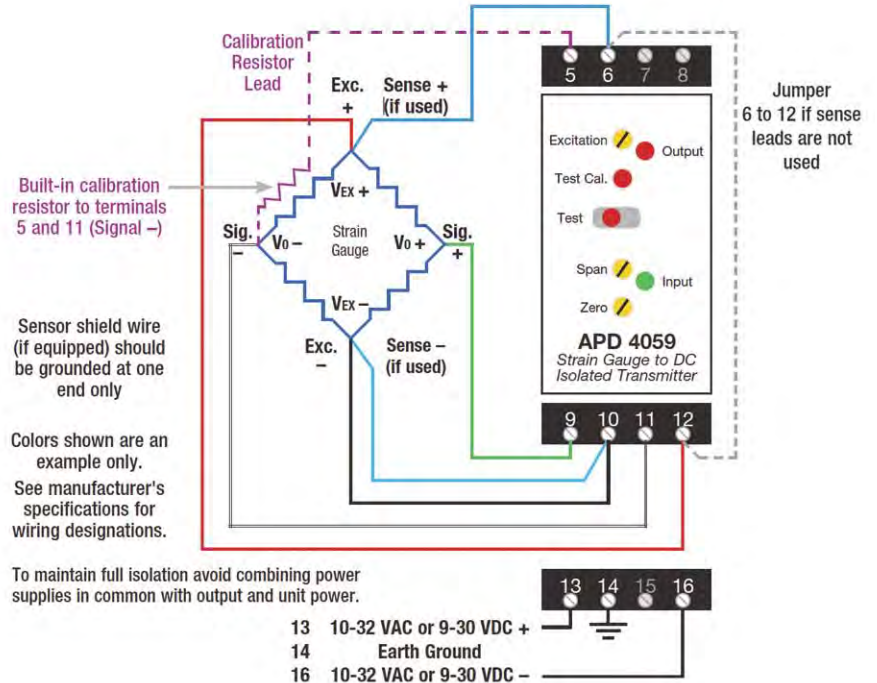 Calibration
Resistor
Lead
Exc.
+
Sense +
(if used)
5 6 7 8
Jumper
6 to 12 if sense
leads are not
used
Excitation
Output
Test Cal.
Test
Built-in calibration
resistor to terminals
5 and 11 (Signal –)
VEX +
Sig.
–
V0 –
Strain
Gauge
V0 +
Sig.
+
VEX –
Span
Input
Zero
Sensor shield wire
(if equipped) should
be grounded at one
end only
Exc.
–
Sense –
(if used)
APD 4059
Strain Gauge to DC
Isolated Transmitter
9 10 11 12
Colors shown are an
example only.
See manufacturer's
specifications for
wiring designations.
To maintain full isolation avoid combining power
supplies in common with output and unit power.
13 14 15 16
13 10-32 VAC or 9-30 VDC +
14 Earth Ground
16 10-32 VAC or 9-30 VDC –